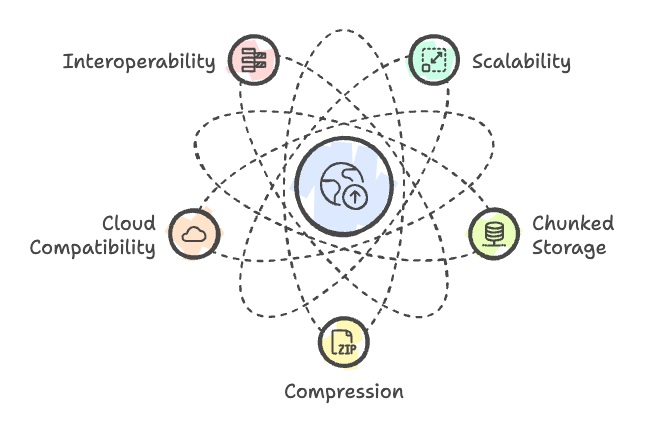 Interoperability
Scalability
Cloud
Compatibility
Chunked
Storage
ZIP
Compression